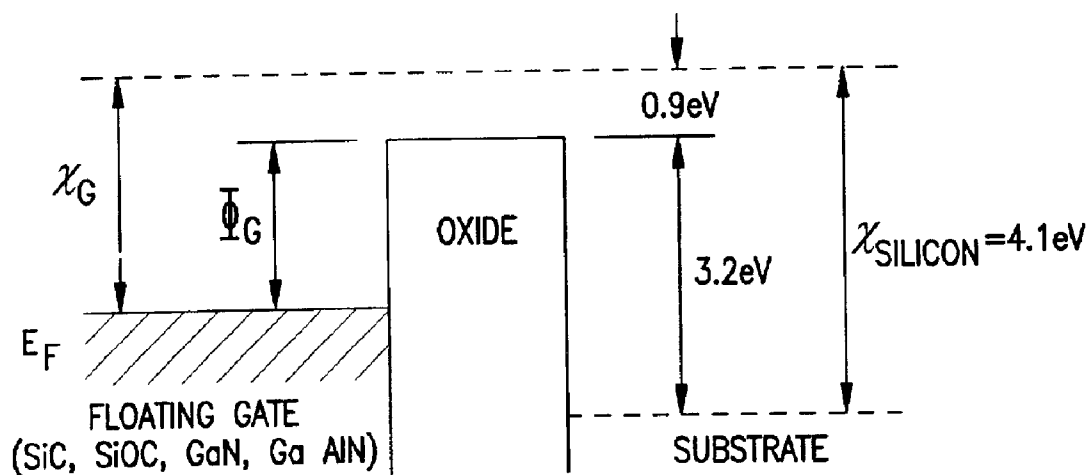 0.9eV
χG
ΦG
OXIDE
3.2eV
χSILICON=4.1eV
EF
FLOATING GATE
(SiC, SiOC, GaN, Ga AlN)
SUBSTRATE